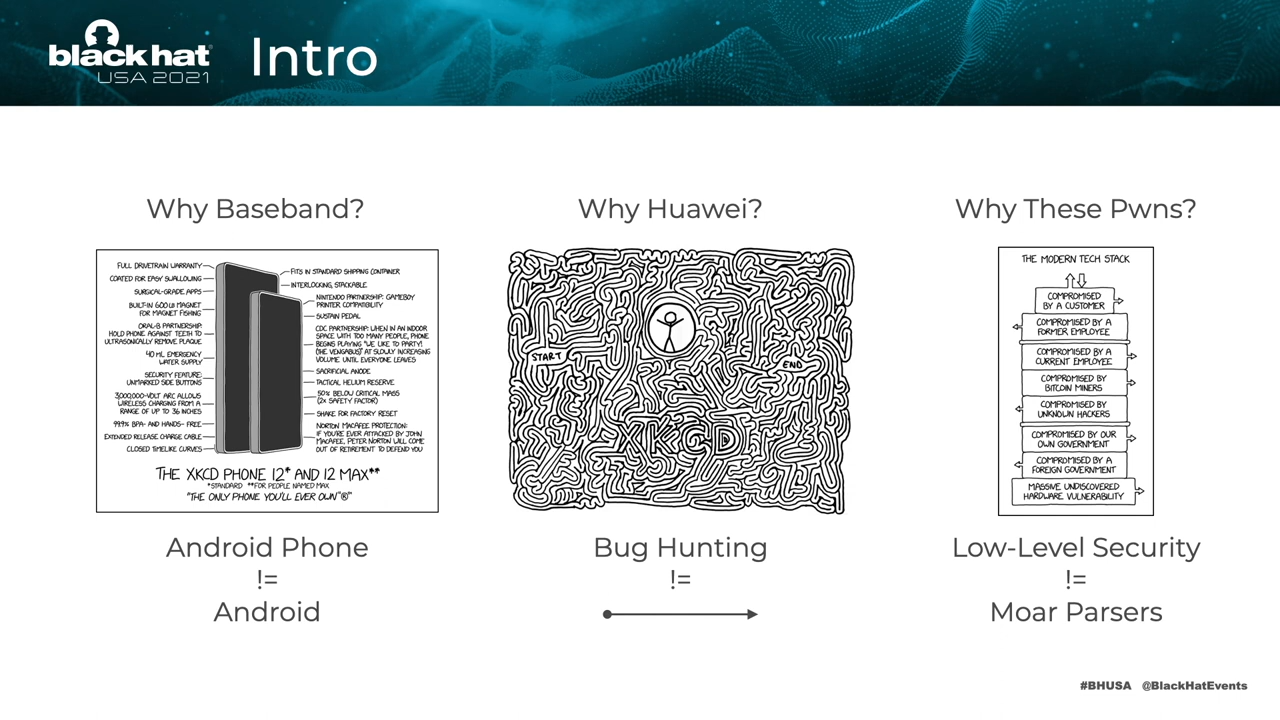 black hat
USA 2021
Intro
Why Baseband?
FULL DRIVETRAIN WARRANTY
COATED FOR EASY SWALLOWING
SURGICAL-GRADE APPS
BUILT-IN 600 LB MAGNET
FOR MAGNET FISHING
ORAL-B PARTNERSHIP:
HOLD PHONE AGAINST TEETH TO
ULTRASONICALLY REMOVE PLAQUE
40 ML EMERGENCY
WATER SUPPLY
SECURITY FEATURE:
UNMARKED SIDE BUTTONS
3,000,000-VOLT ARC ALLOWS
WIRELESS CHARGING FROM A
RANGE OF UP TO 36 INCHES
99.9% BPA- AND HANDS- FREE
EXTENDED RELEASE CHARGE CABLE
CLOSED TIMELIKE CURVES
FITS IN STANDARD SHIPPING CONTAINER
INTERLOCKING, STACKABLE
NINTENDO PARTNERSHIP: GAMEBOY
PRINTER COMPATIBILITY
SUSTAIN PEDAL
CDC PARTNERSHIP: WHEN IN AN INDOOR
SPACE WITH TOO MANY PEOPLE, PHONE
BEGINS PLAYING "WE LIKE TO PARTY!
(THE VENGABUS)" AT SLOWLY INCREASING
VOLUME UNTIL EVERYONE LEAVES
SACRIFICIAL ANODE
TACTICAL HELIUM RESERVE
50% BELOW CRITICAL MASS
(2X SAFETY FACTOR)
SHAKE FOR FACTORY RESET
NORTON MACAFEE PROTECTION:
IF YOU'RE EVER ATTACKED BY JOHN
MACAFEE, PETER NORTON WILL COME
OUT OF RETIREMENT TO DEFEND YOU
THE XKCD PHONE 12* AND 12 MAX**
*STANDARD **FOR PEOPLE NAMED MAX
"THE ONLY PHONE YOU'LL EVER OWN"®"
Android Phone
!=
Android
Why Huawei?
START
END
XKCD
Bug Hunting
!=
Why These Pwns?
THE MODERN TECH STACK
COMPROMISED
BY A CUSTOMER
COMPROMISED BY A
FORMER EMPLOYEE
COMPROMISED BY A
CURRENT EMPLOYEE
COMPROMISED BY
BITCOIN MINERS
COMPROMISED BY
UNKNOWN HACKERS
COMPROMISED BY OUR
OWN GOVERNMENT
COMPROMISED BY A
FOREIGN GOVERNMENT
MASSIVE UNDISCOVERED
HARDWARE VULNERABILITY
Low-Level Security
!=
Moar Parsers
#BHUSA @BlackHatEvents